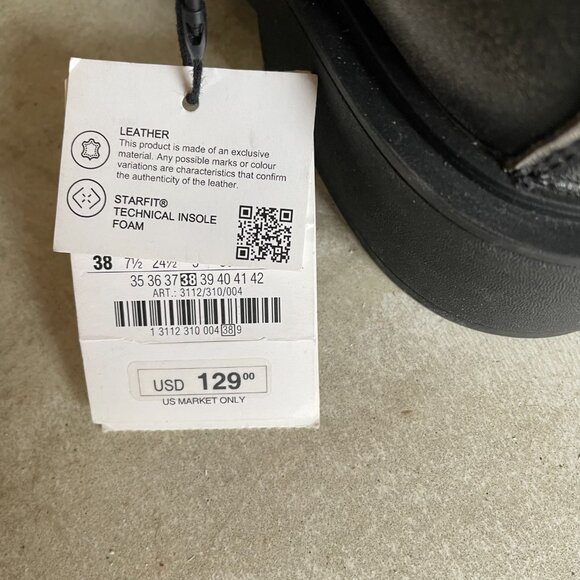 LEATHER
This product is made of an exclusive
material. Any possible marks or colour
variations are characteristics that confirm
the authenticity of the leather.
STARFIT®
TECHNICAL INSOLE
FOAM
38 7½ 24½
35 36 37 38 39 40 41 42
ART.: 3112/310/004
1 3112 310 004 38 9
USD 129⁰⁰
US MARKET ONLY